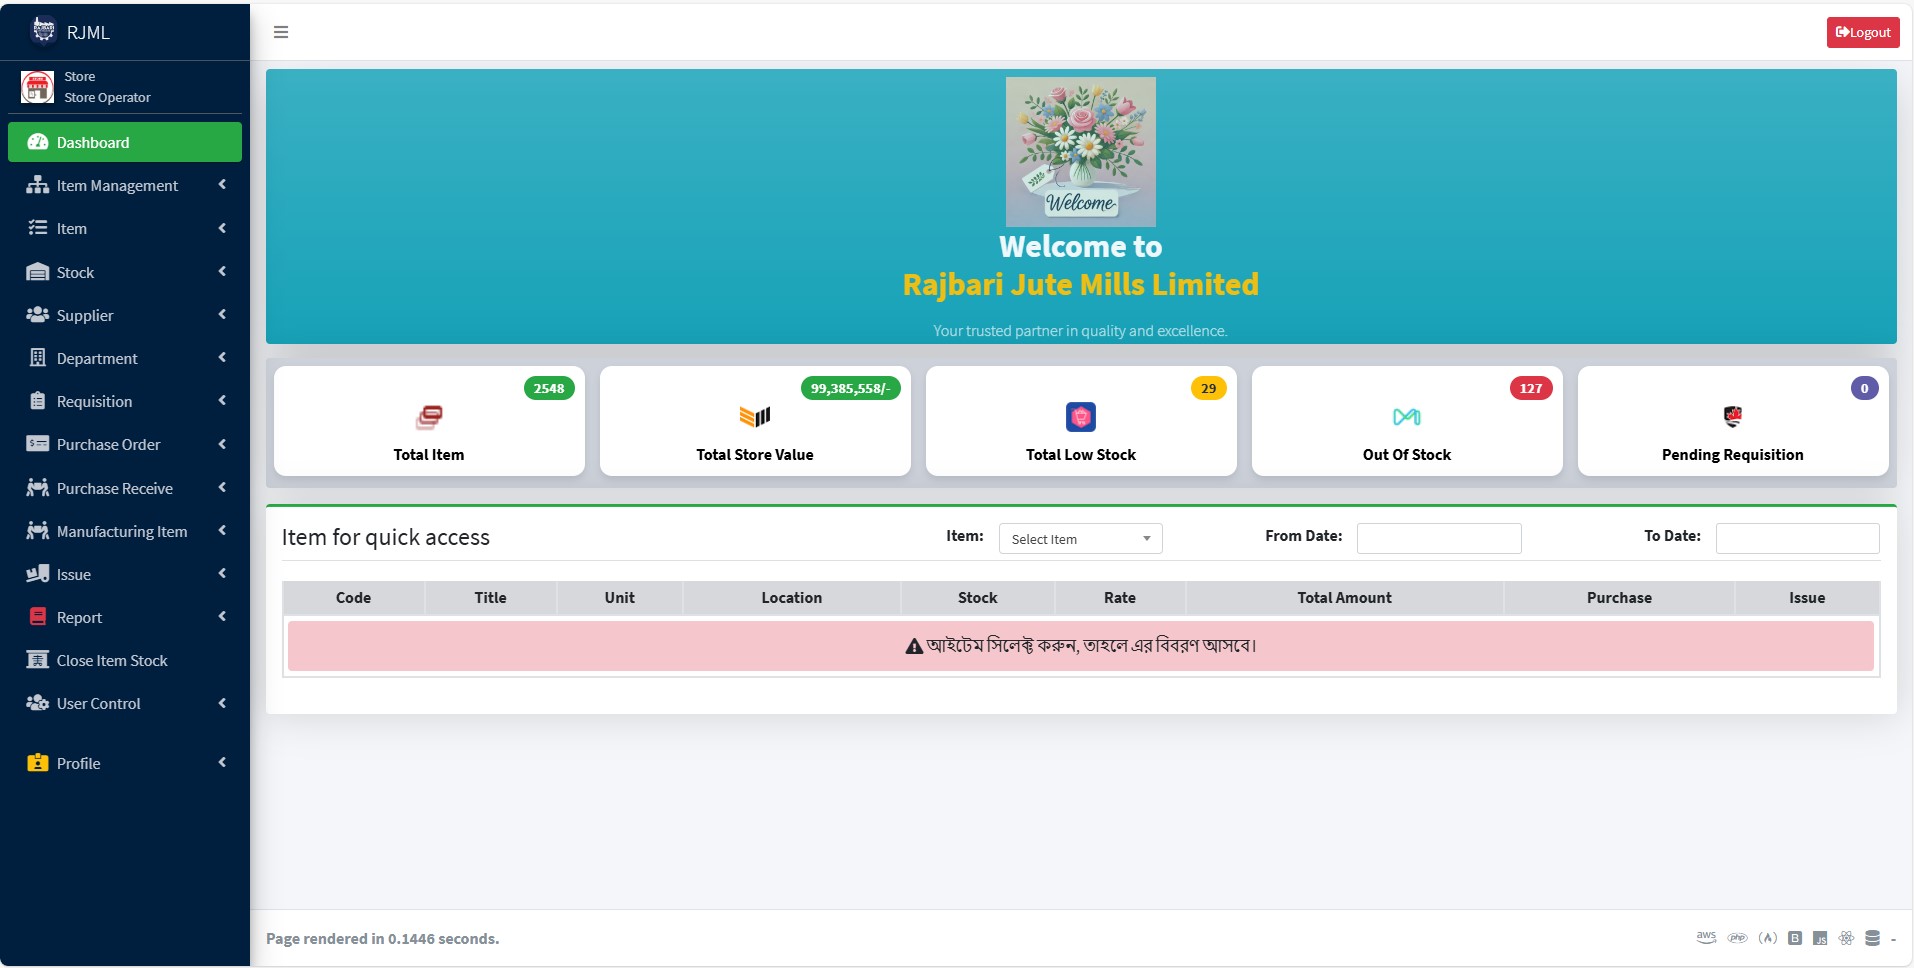 RJML
Logout
Store
Store Operator
Dashboard
Item Management
Item
Stock
Supplier
Department
Requisition
Purchase Order
Purchase Receive
Manufacturing Item
Issue
Report
Close Item Stock
User Control
Profile
Welcome
Welcome to
Rajbari Jute Mills Limited
Your trusted partner in quality and excellence.
2548
Total Item
99,385,558/-
Total Store Value
29
Total Low Stock
127
Out Of Stock
0
Pending Requisition
Item for quick access
Item: Select Item From Date: To Date:
Code Title Unit Location Stock Rate Total Amount Purchase Issue
আইটেম সিলেক্ট করুন, তাহলে এর বিবরণ আসবে।
Page rendered in 0.1446 seconds.
aws php B JS -